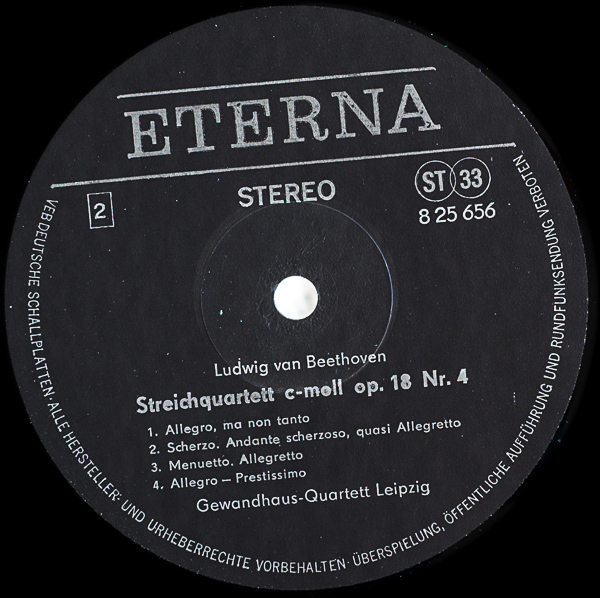 ETERNA
2
STEREO
ST 33
8 25 656
Ludwig van Beethoven
Streichquartett c-moll op. 18 Nr. 4
1. Allegro, ma non tanto
2. Scherzo. Andante scherzoso, quasi Allegretto
3. Menuetto. Allegretto
4. Allegro – Prestissimo
Gewandhaus-Quartett Leipzig
VEB DEUTSCHE SCHALLPLATTEN · ALLE HERSTELLER- UND URHEBERRECHTE VORBEHALTEN · ÜBERSPIELUNG, ÖFFENTLICHE AUFFÜHRUNG UND RUNDFUNKSENDUNG VERBOTEN